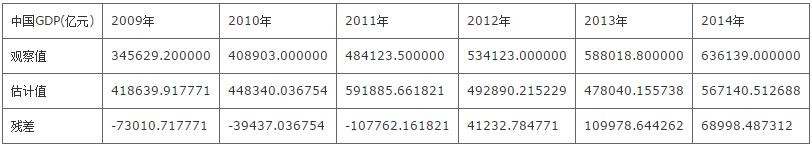 中国GDP(亿元) 2009年 2010年 2011年 2012年 2013年 2014年
观察值 345629.200000 408903.000000 484123.500000 534123.000000 588018.800000 636139.000000
估计值 418639.917771 448340.036754 591885.661821 492890.215229 478040.155738 567140.512688
残差 -73010.717771 -39437.036754 -107762.161821 41232.784771 109978.644262 68998.487312